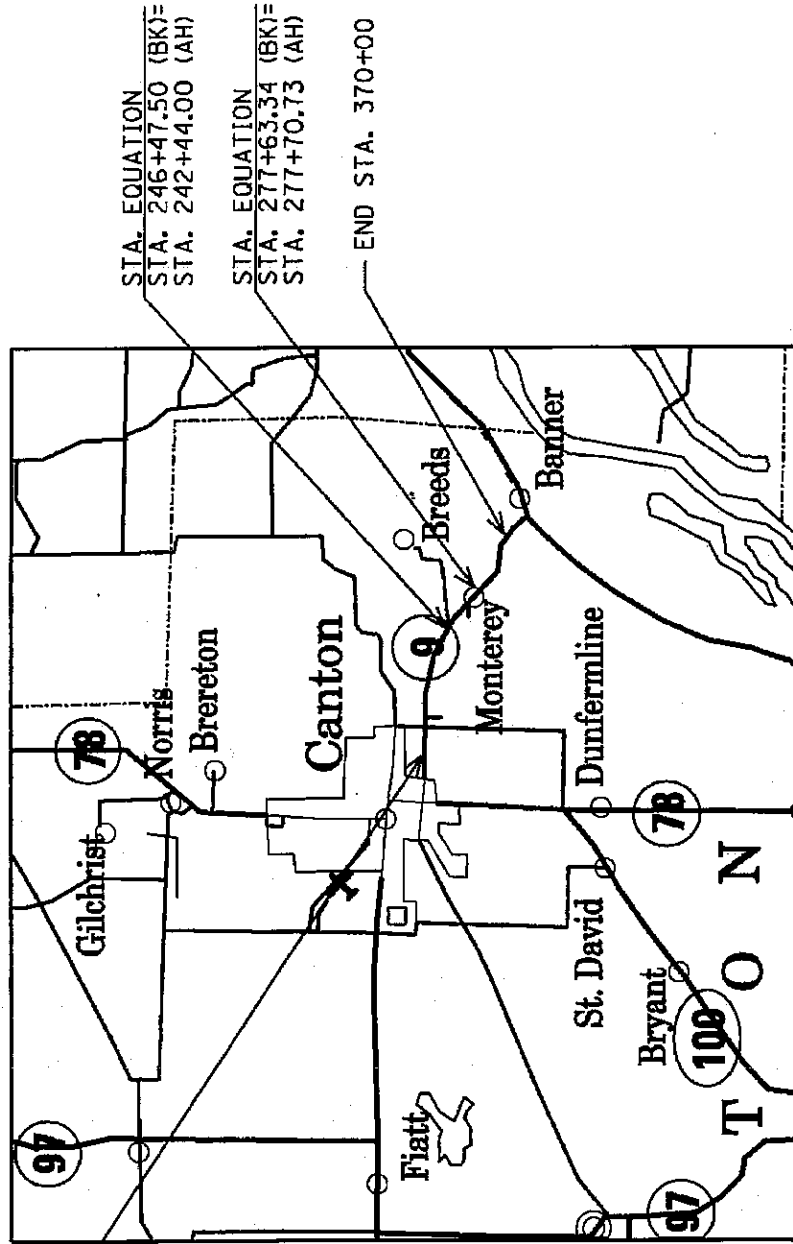 STA. EQUATION
STA. 246+47.50 (BK)=
STA. 242+44.00 (AH)
STA. EQUATION
STA. 277+63.34 (BK)=
STA. 277+70.73 (AH)
END STA. 370+00
97
Gilchrist
78
Norris
Brereton
Canton
Fiatt
9
Breeds
Monterey
Banner
97
St. David
Dunfermline
Bryant
100
78
T O N